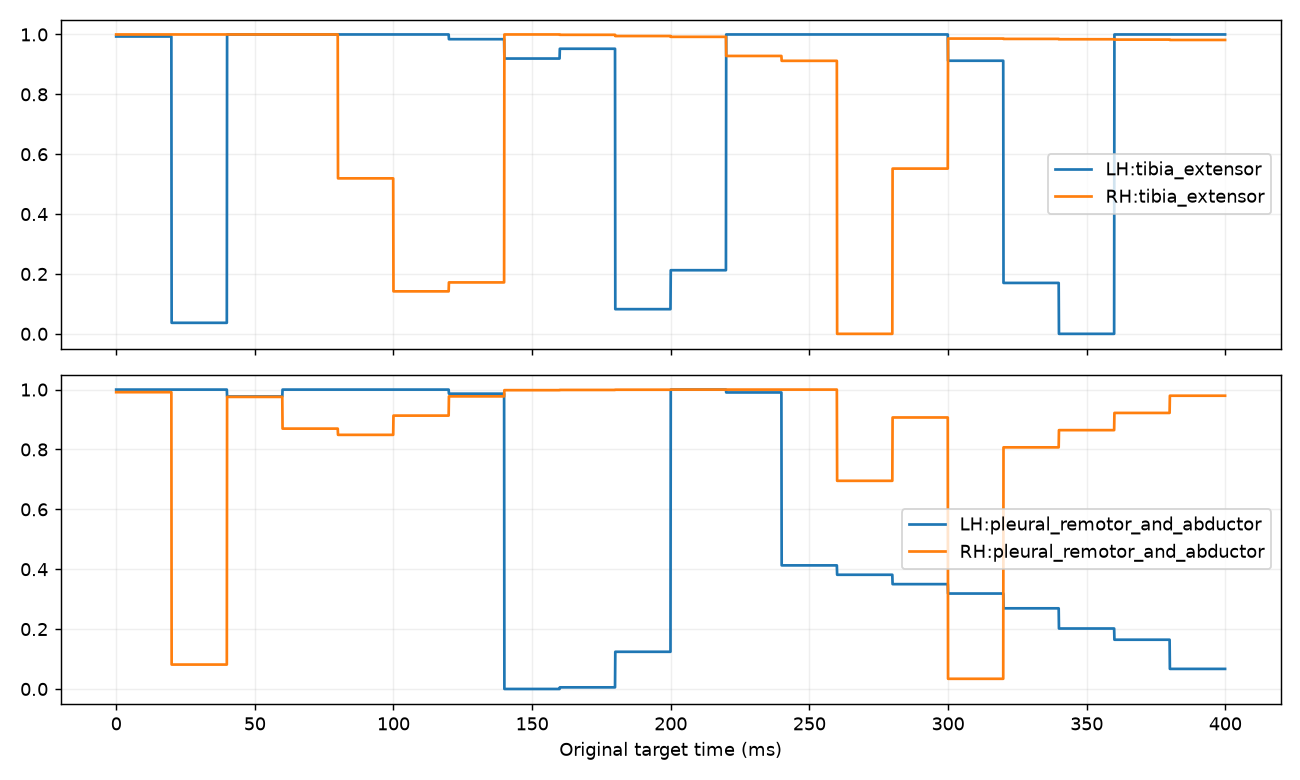 1.0
0.8
0.6
0.4
0.2
0.0
LH:tibia_extensor
RH:tibia_extensor
1.0
0.8
0.6
0.4
0.2
0.0
LH:pleural_remotor_and_abductor
RH:pleural_remotor_and_abductor
0 50 100 150 200 250 300 350 400
Original target time (ms)